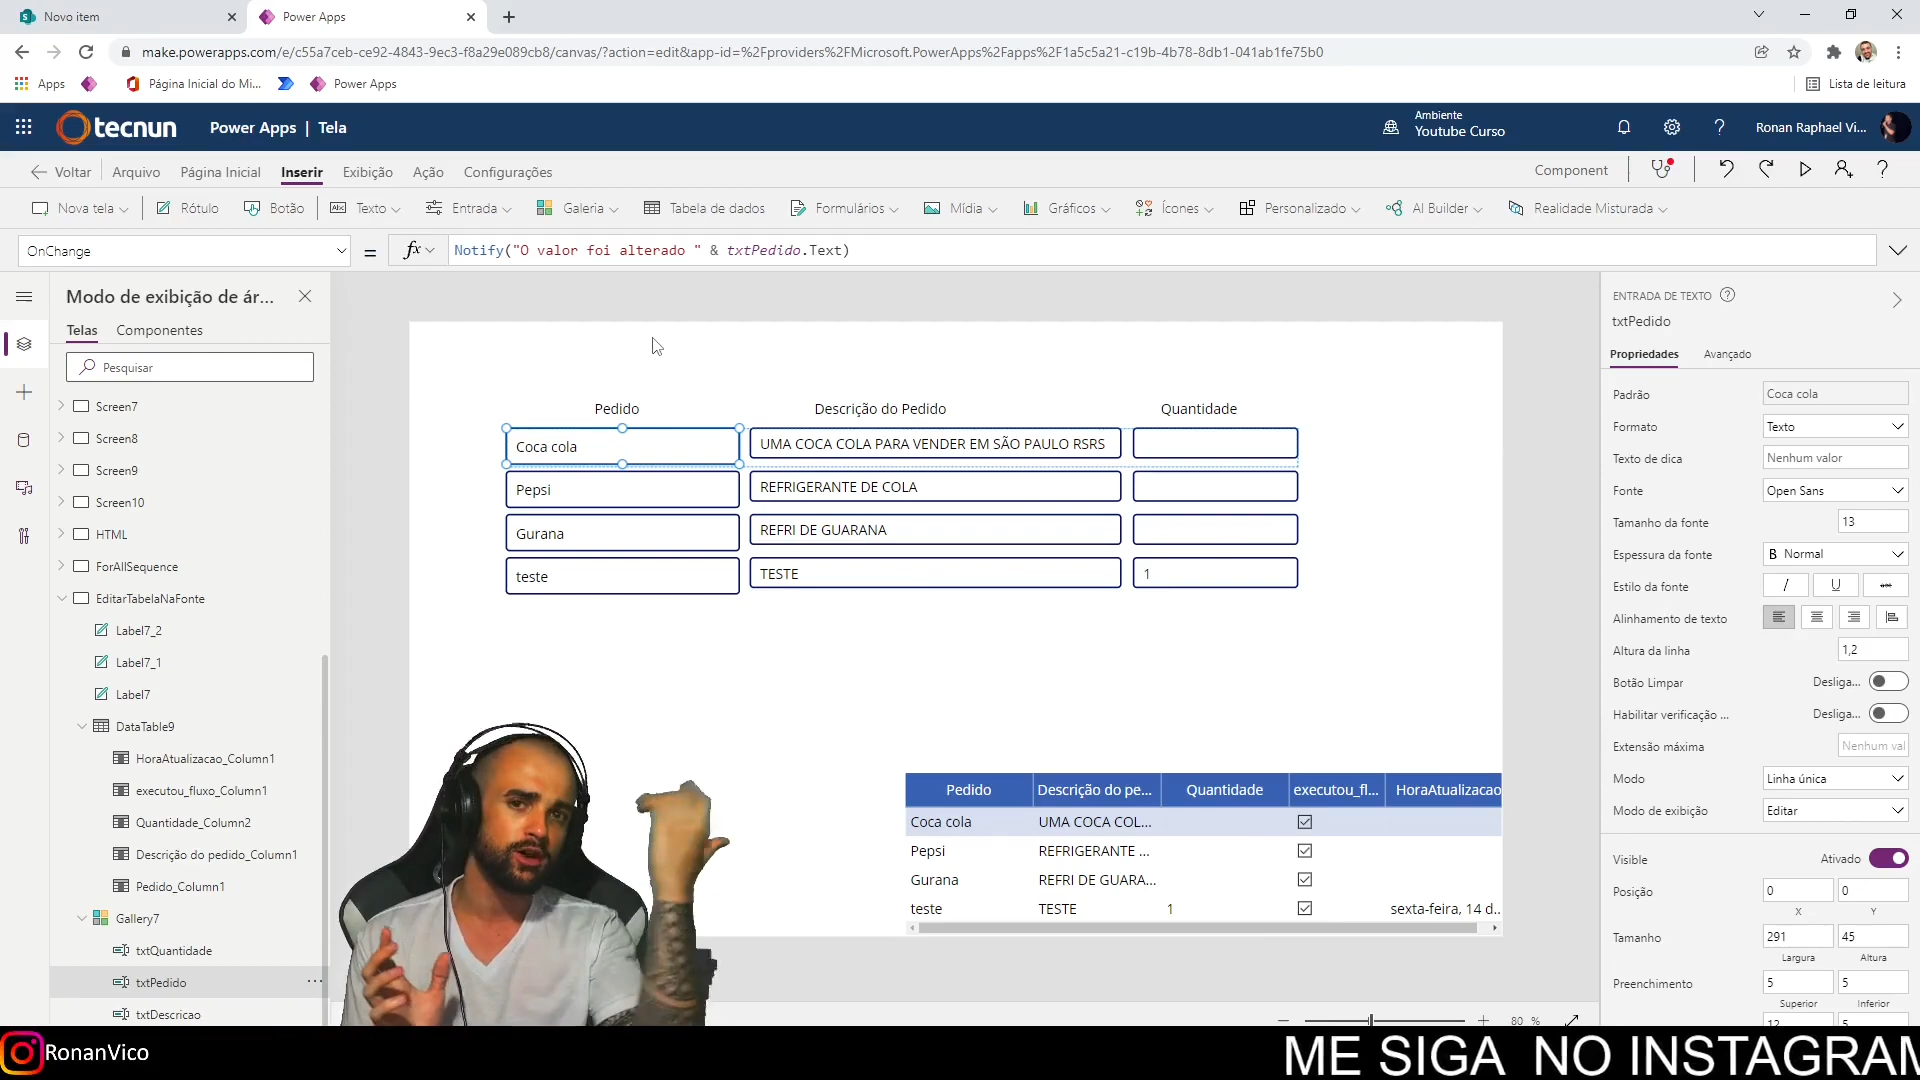 Novo item
Power Apps
make.powerapps.com/e/c55a7ceb-ce92-4843-9ec3-f8a29e089cb8/canvas/?action=edit&app-id=%2Fproviders%2FMicrosoft.PowerApps%2Fapps%2F1a5c5a21-c19b-4b78-8db1-041ab1fe75b0
Apps
Página Inicial do Mi...
Power Apps
Lista de leitura
tecnun
Power Apps | Tela
Ambiente
Youtube Curso
Ronan Raphael Vi...
Voltar
Arquivo
Página Inicial
Inserir
Exibição
Ação
Configurações
Component
Nova tela
Rótulo
Botão
Texto
Entrada
Galeria
Tabela de dados
Formulários
Mídia
Gráficos
Ícones
Personalizado
AI Builder
Realidade Misturada
OnChange
= fx
Notify("O valor foi alterado " & txtPedido.Text)
Modo de exibição de ár...
Telas
Componentes
Pesquisar
Screen7
Screen8
Screen9
Screen10
HTML
ForAllSequence
EditarTabelaNaFonte
Label7_2
Label7_1
Label7
DataTable9
HoraAtualizacao_Column1
executou_fluxo_Column1
Quantidade_Column2
Descrição do pedido_Column1
Pedido_Column1
Gallery7
txtQuantidade
txtPedido
txtDescricao
Pedido Descrição do Pedido Quantidade
Coca cola UMA COCA COLA PARA VENDER EM SÃO PAULO RSRS
Pepsi REFRIGERANTE DE COLA
Gurana REFRI DE GUARANA
teste TESTE 1
Pedido Descrição do pe... Quantidade executou_fl... HoraAtualizacao
Coca cola UMA COCA COL...
Pepsi REFRIGERANTE ...
Gurana REFRI DE GUARA...
teste TESTE 1 sexta-feira, 14 d..
80 %
ENTRADA DE TEXTO
txtPedido
Propriedades
Avançado
Padrão Coca cola
Formato Texto
Texto de dica Nenhum valor
Fonte Open Sans
Tamanho da fonte 13
Espessura da fonte B Normal
Estilo da fonte / U abc
Alinhamento de texto
Altura da linha 1,2
Botão Limpar Desliga...
Habilitar verificação ... Desliga...
Extensão máxima Nenhum val
Modo Linha única
Modo de exibição Editar
Visible Ativado
Posição 0 0
X Y
Tamanho 291 45
Largura Altura
Preenchimento 5 5
Superior Inferior
12 5
RonanVico
ME SIGA NO INSTAGRAM